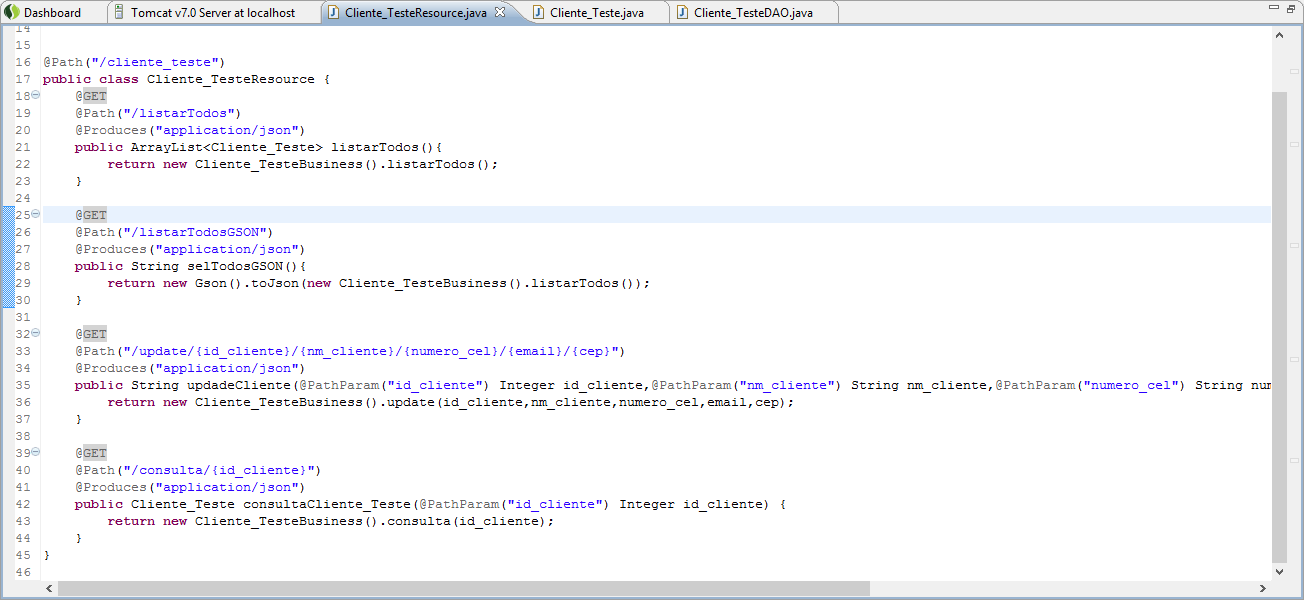 Dashboard Tomcat v7.0 Server at localhost Cliente_TesteResource.java Cliente_Teste.java Cliente_TesteDAO.java
14
15
16 @Path("/cliente_teste")
17 public class Cliente_TesteResource {
18 @GET
19 @Path("/listarTodos")
20 @Produces("application/json")
21 public ArrayList<Cliente_Teste> listarTodos(){
22 return new Cliente_TesteBusiness().listarTodos();
23 }
24
25 @GET
26 @Path("/listarTodosGSON")
27 @Produces("application/json")
28 public String selTodosGSON(){
29 return new Gson().toJson(new Cliente_TesteBusiness().listarTodos());
30 }
31
32 @GET
33 @Path("/update/{id_cliente}/{nm_cliente}/{numero_cel}/{email}/{cep}")
34 @Produces("application/json")
35 public String updadeCliente(@PathParam("id_cliente") Integer id_cliente,@PathParam("nm_cliente") String nm_cliente,@PathParam("numero_cel") String num
36 return new Cliente_TesteBusiness().update(id_cliente,nm_cliente,numero_cel,email,cep);
37 }
38
39 @GET
40 @Path("/consulta/{id_cliente}")
41 @Produces("application/json")
42 public Cliente_Teste consultaCliente_Teste(@PathParam("id_cliente") Integer id_cliente) {
43 return new Cliente_TesteBusiness().consulta(id_cliente);
44 }
45 }
46